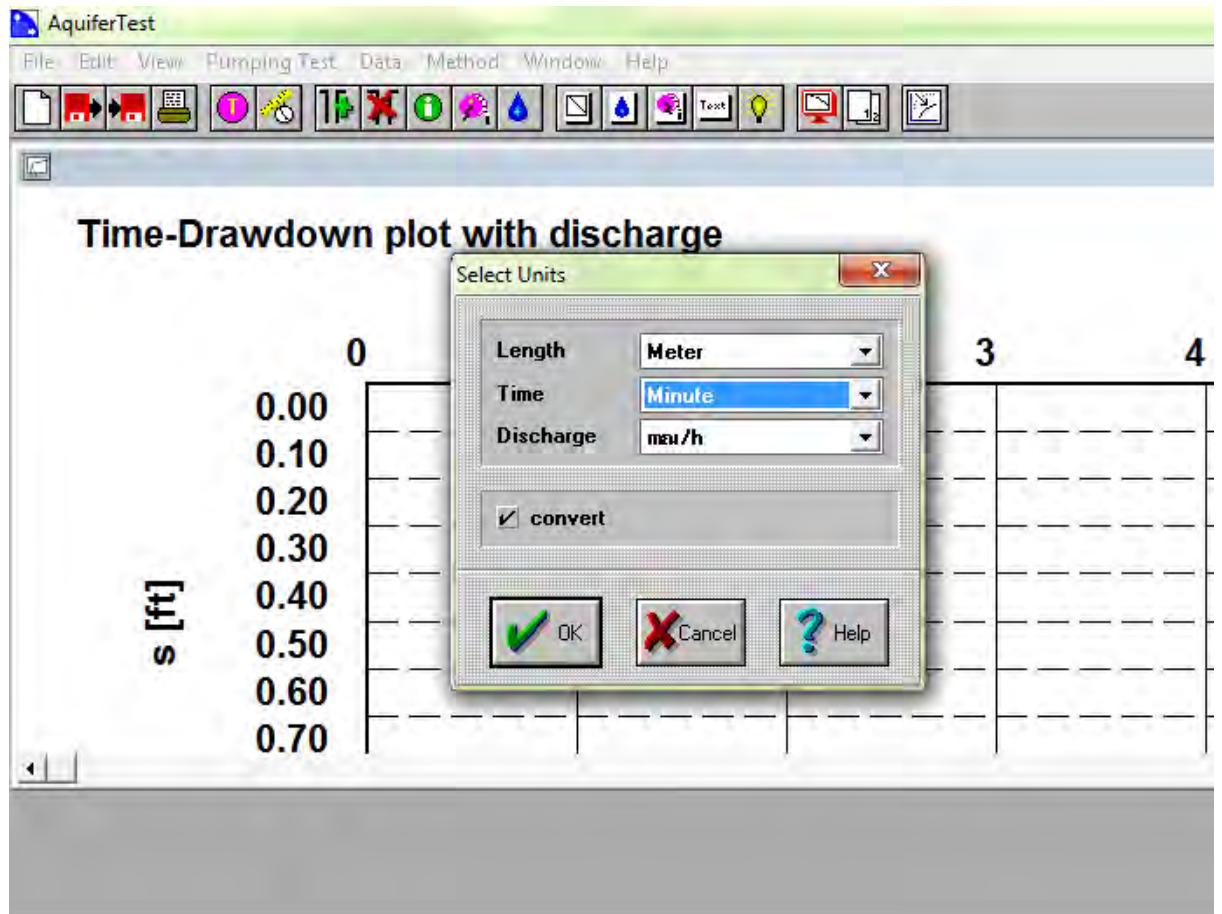 AquiferTest
File Edit View Pumping Test Data Method Window Help
T
i
Text
1 2
Time-Drawdown plot with discharge
Select Units
Length Meter
Time Minute
Discharge /h
convert
OK Cancel Help
0 3 4
0.00
0.10
0.20
0.30
0.40
0.50
0.60
0.70
s [ft]